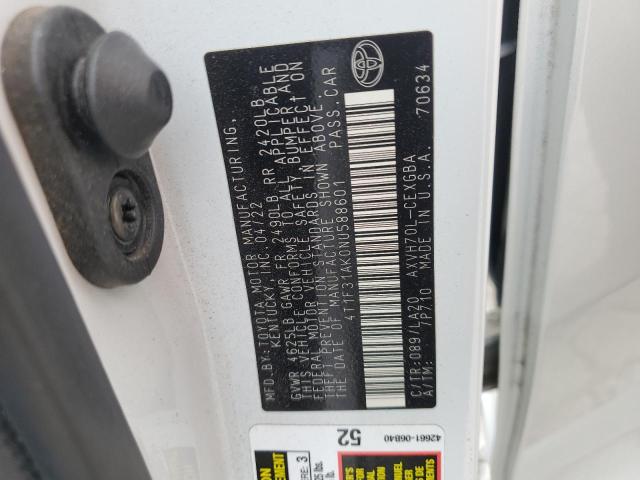 MFD.BY: TOYOTA MOTOR MANUFACTURING,
KENTUCKY, INC. 04/22
GVWR 4625LB GAWR FR 2490LB RR 2420LB
THIS VEHICLE CONFORMS TO ALL APPLICABLE
FEDERAL MOTOR VEHICLE SAFETY, BUMPER AND
THEFT PREVENTION STANDARDS IN EFFECT ON
THE DATE OF MANUFACTURE SHOWN ABOVE.
4T1F31AK0NU588601 PASS. CAR
C/TR:089/LA20 AXVH70L-CEXGBA
A/TM: 7P710 MADE IN U.S.A. 70634
52
42661-06B40